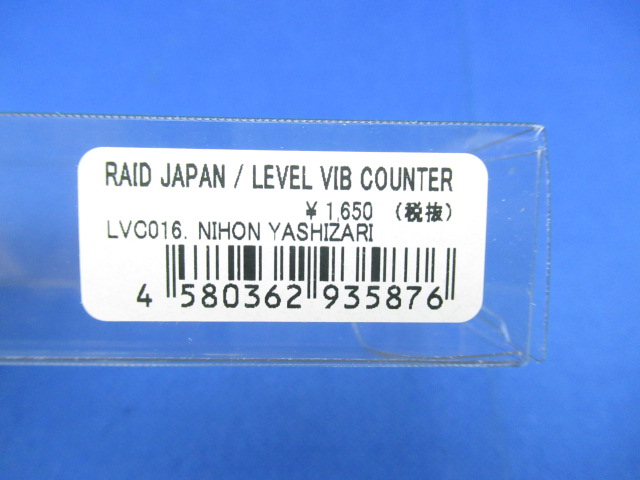 RAID JAPAN / LEVEL VIB COUNTER
¥ 1,650 (税抜)
LVC016. NIHON YASHIZARI
4 580362 935876